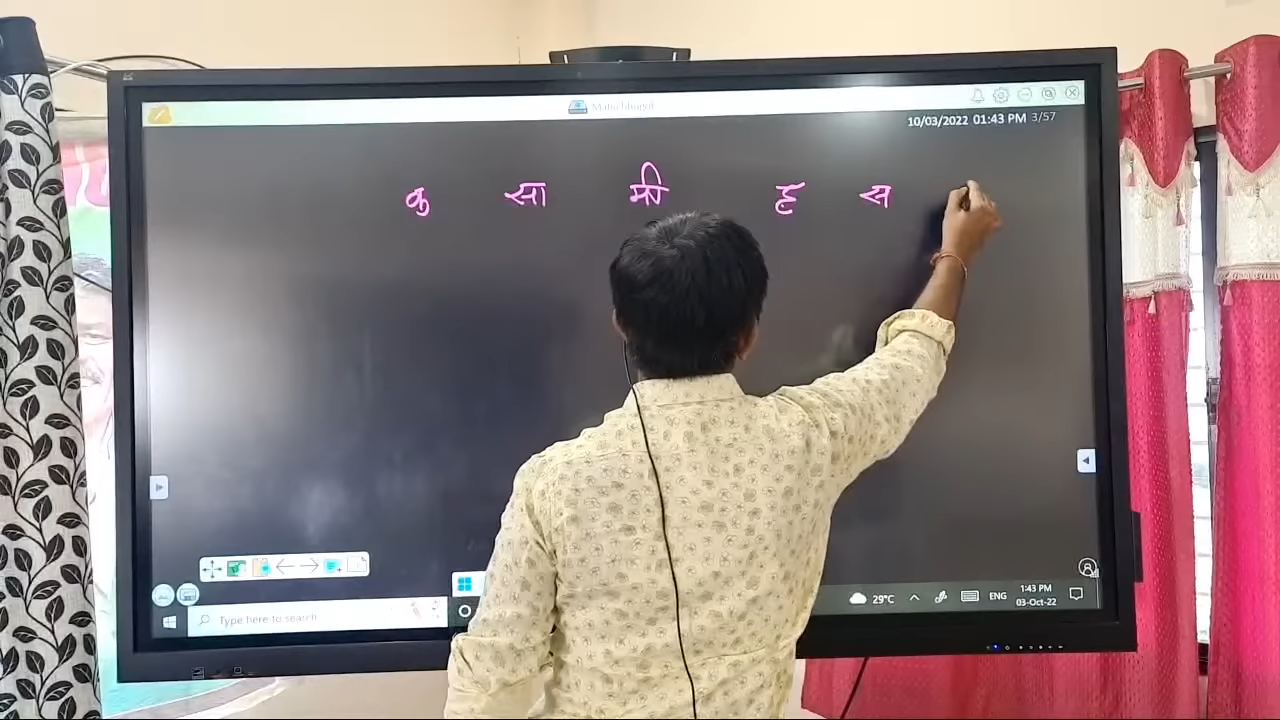 10/03/2022 01:43 PM 3/57
कु सा मी ह स
Type here to search
29°C ENG 1:43 PM
03-Oct-22